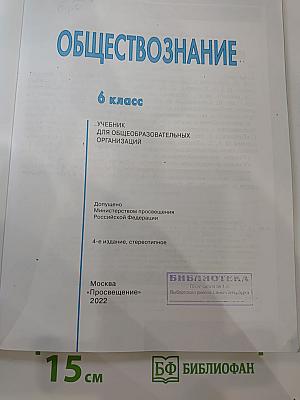 ОБЩЕСТВОЗНАНИЕ
6 класс
УЧЕБНИК
ДЛЯ ОБЩЕОБРАЗОВАТЕЛЬНЫХ
ОРГАНИЗАЦИЙ
Допущено
Министерством просвещения
Российской Федерации
4-е издание, стереотипное
Москва
«Просвещение»
2022
БИБЛИОТЕКА
15 см
БФ БИБЛИОФАН